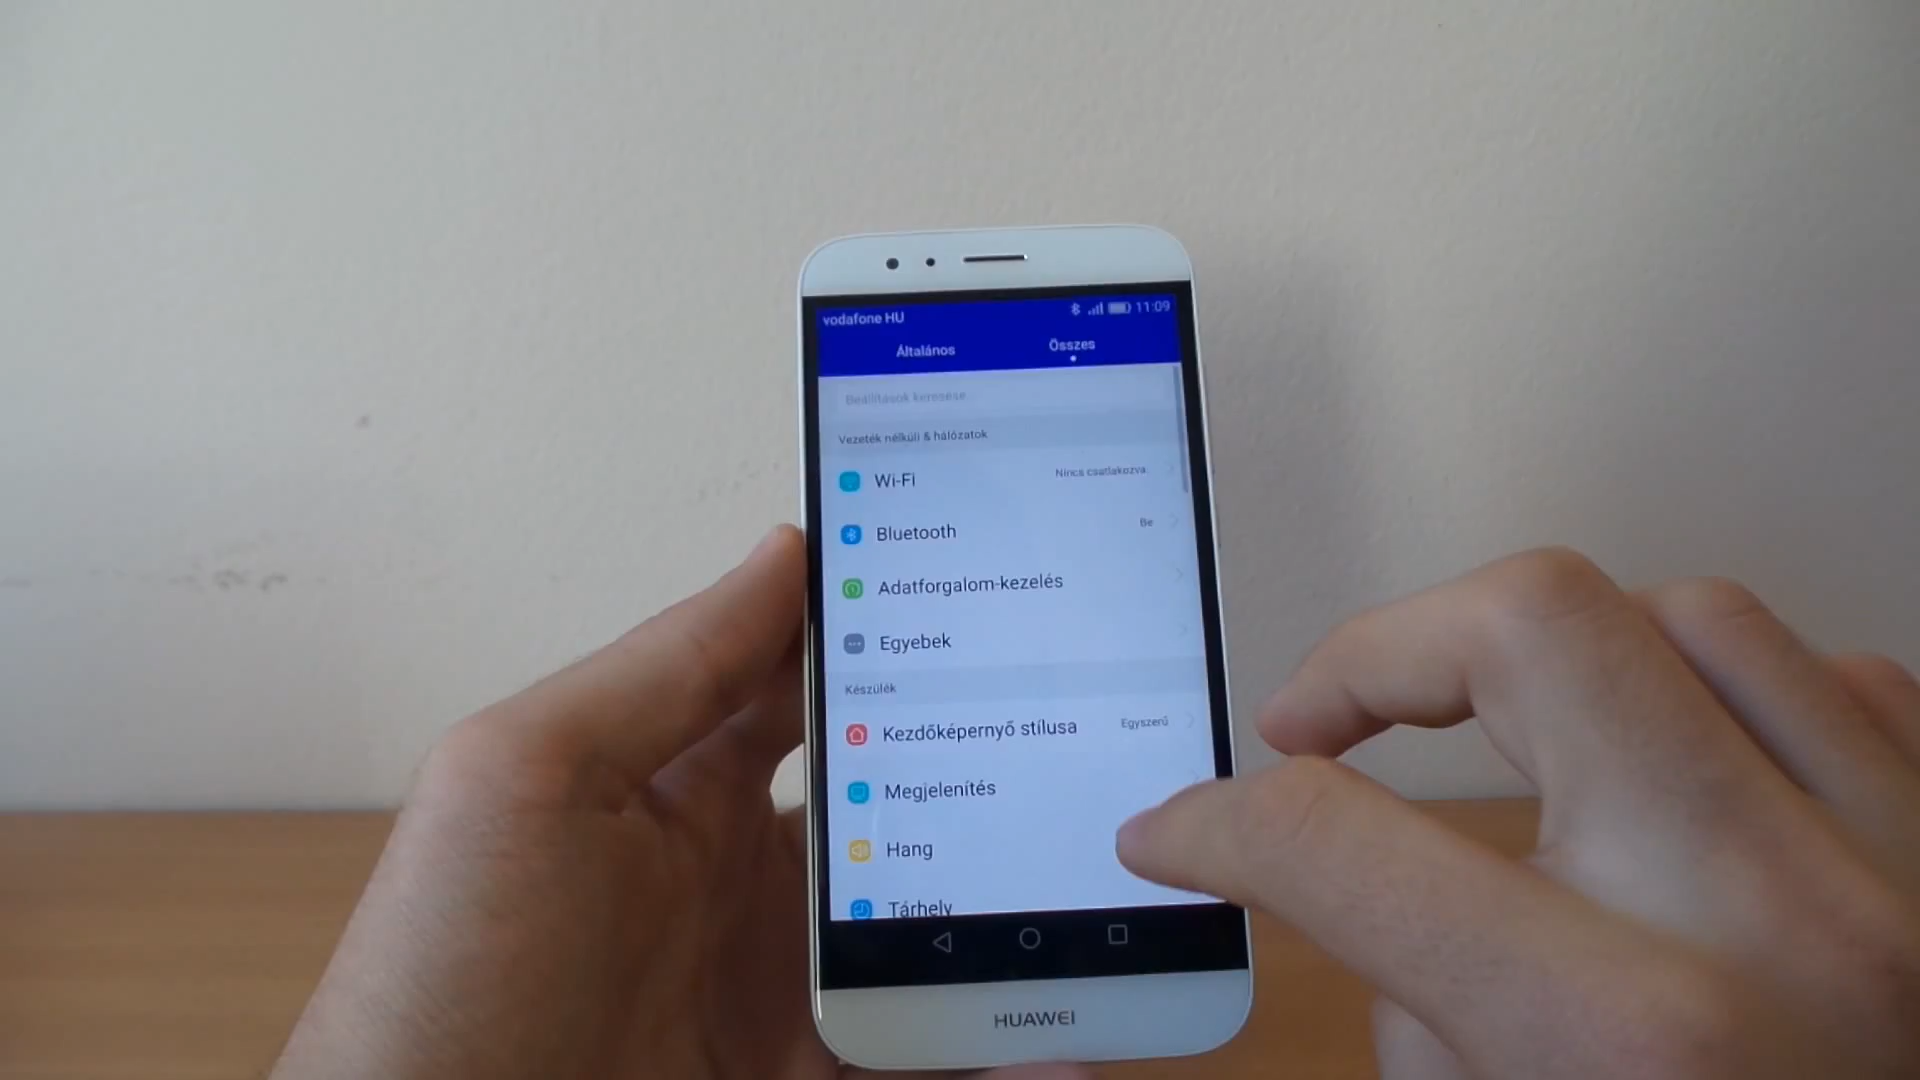 vodafone HU 11:09
Általános Összes
Beállítások keresése
Vezeték nélküli & hálózatok
Wi-Fi Nincs csatlakozva
Bluetooth Be
Adatforgalom-kezelés
Egyebek
Készülék
Kezdőképernyő stílusa Egyszerű
Megjelenítés
Hang
Tárhely
HUAWEI